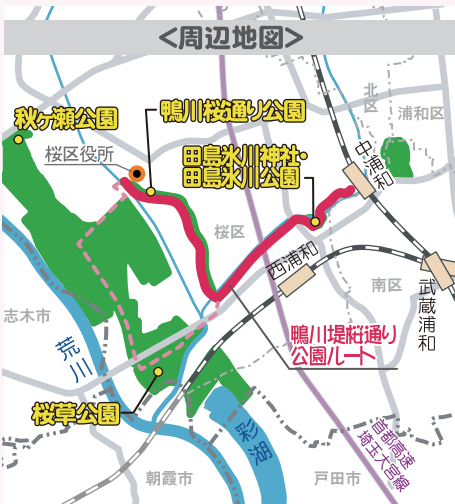 ＜周辺地図＞
北区
浦和区
秋ヶ瀬公園
鴨川桜通り公園
中浦和
桜区役所
田島氷川神社・
田島氷川公園
桜区
西浦和
南区
武蔵浦和
志木市
荒川
鴨川堤桜通り
公園ルート
桜草公園
彩湖
首都高速
埼玉大宮線
朝霞市
戸田市